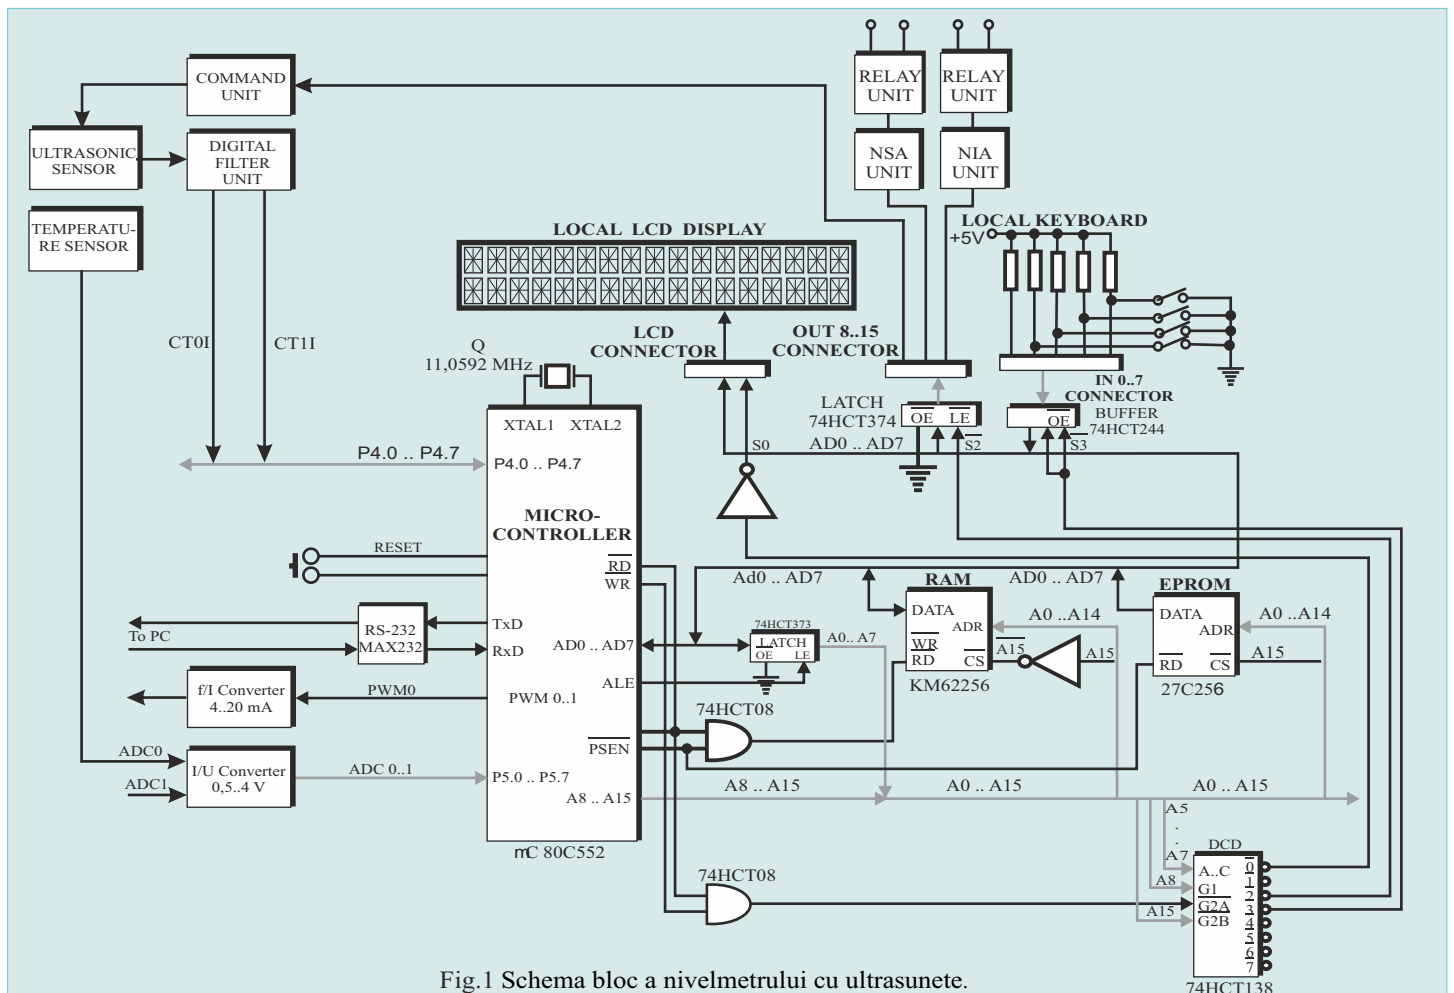 RELAY
UNIT
RELAY
UNIT
COMMAND
UNIT
ULTRASONIC
SENSOR
DIGITAL
FILTER
UNIT
NSA
UNIT
NIA
UNIT
TEMPERATU-
RE SENSOR
LOCAL LCD DISPLAY
LOCAL KEYBOARD
+5V
CT0I
CT1I
Q
11,0592 MHz
LCD
CONNECTOR
OUT 8..15
CONNECTOR
IN 0..7
CONNECTOR
BUFFER
74HCT244
LATCH
74HCT374
OE LE
OE
AD0 .. AD7
S0
S2
S3
XTAL1 XTAL2
P4.0 .. P4.7
P4.0 .. P4.7
MICRO-
CONTROLLER
RESET
RD
WR
Ad0 .. AD7
RAM
AD0 .. AD7
EPROM
To PC
RS-232
MAX232
TxD
RxD
AD0 .. AD7
74HCT373
LATCH
OE LE
A0.. A7
DATA
ADR
WR
RD
CS
KM62256
A0 ..A14
A15
A15
DATA
ADR
RD
CS
27C256
A0 ..A14
A15
f/I Converter
4..20 mA
PWM0
PWM 0..1
ALE
74HCT08
PSEN
ADC0
ADC1
I/U Converter
0,5..4 V
ADC 0..1
P5.0 .. P5.7
A8 .. A15
A8 .. A15
A0 .. A15
A0 .. A15
mC 80C552
74HCT08
A5
.
.
A7
A8
A15
DCD
A..C
G1
G2A
G2B
0
1
2
3
4
5
6
7
74HCT138
Fig.1 Schema bloc a nivelmetrului cu ultrasunete.